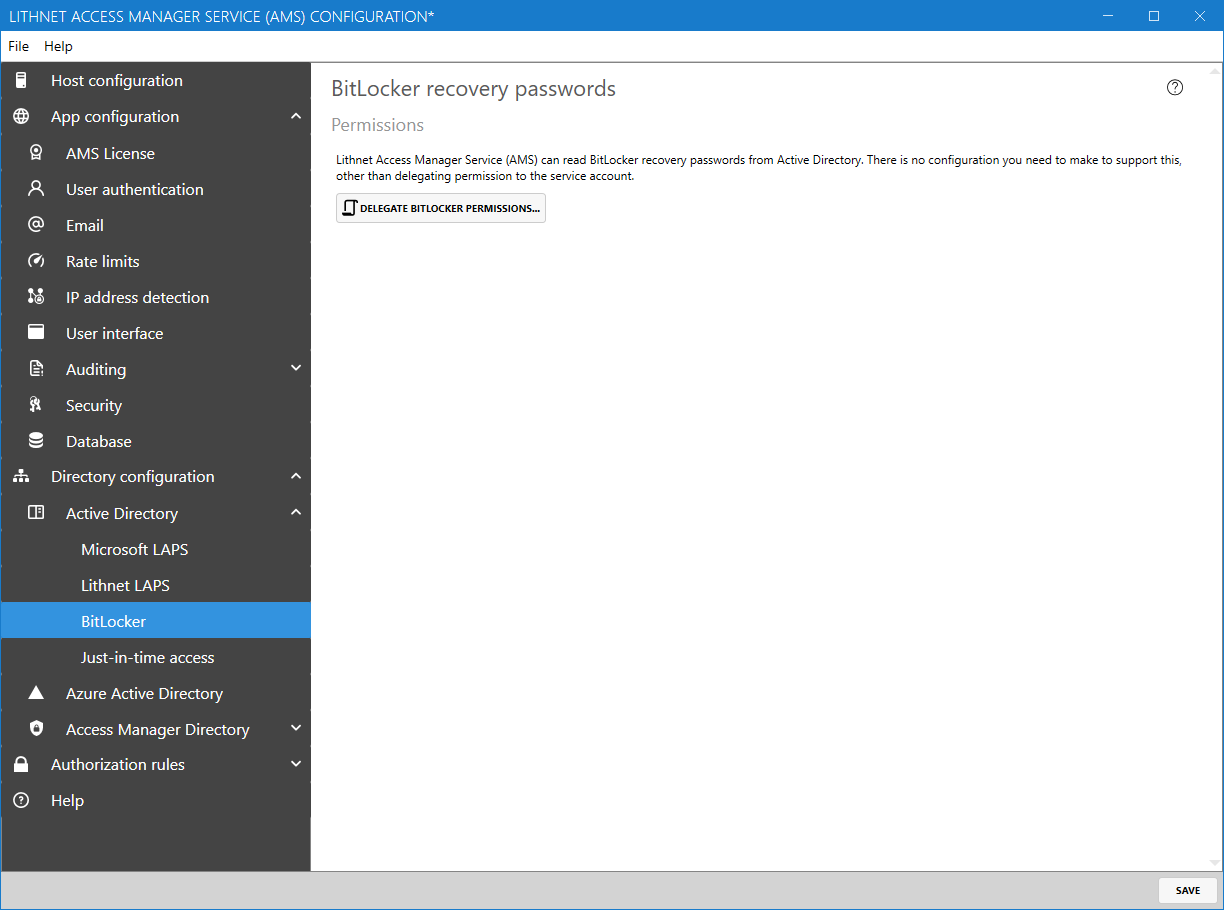 LITHNET ACCESS MANAGER SERVICE (AMS) CONFIGURATION*
File Help
Host configuration
App configuration
AMS License
User authentication
Email
Rate limits
IP address detection
User interface
Auditing
Security
Database
Directory configuration
Active Directory
Microsoft LAPS
Lithnet LAPS
BitLocker
Just-in-time access
Azure Active Directory
Access Manager Directory
Authorization rules
Help
BitLocker recovery passwords
Permissions
Lithnet Access Manager Service (AMS) can read BitLocker recovery passwords from Active Directory. There is no configuration you need to make to support this,
other than delegating permission to the service account.
DELEGATE BITLOCKER PERMISSIONS...
SAVE